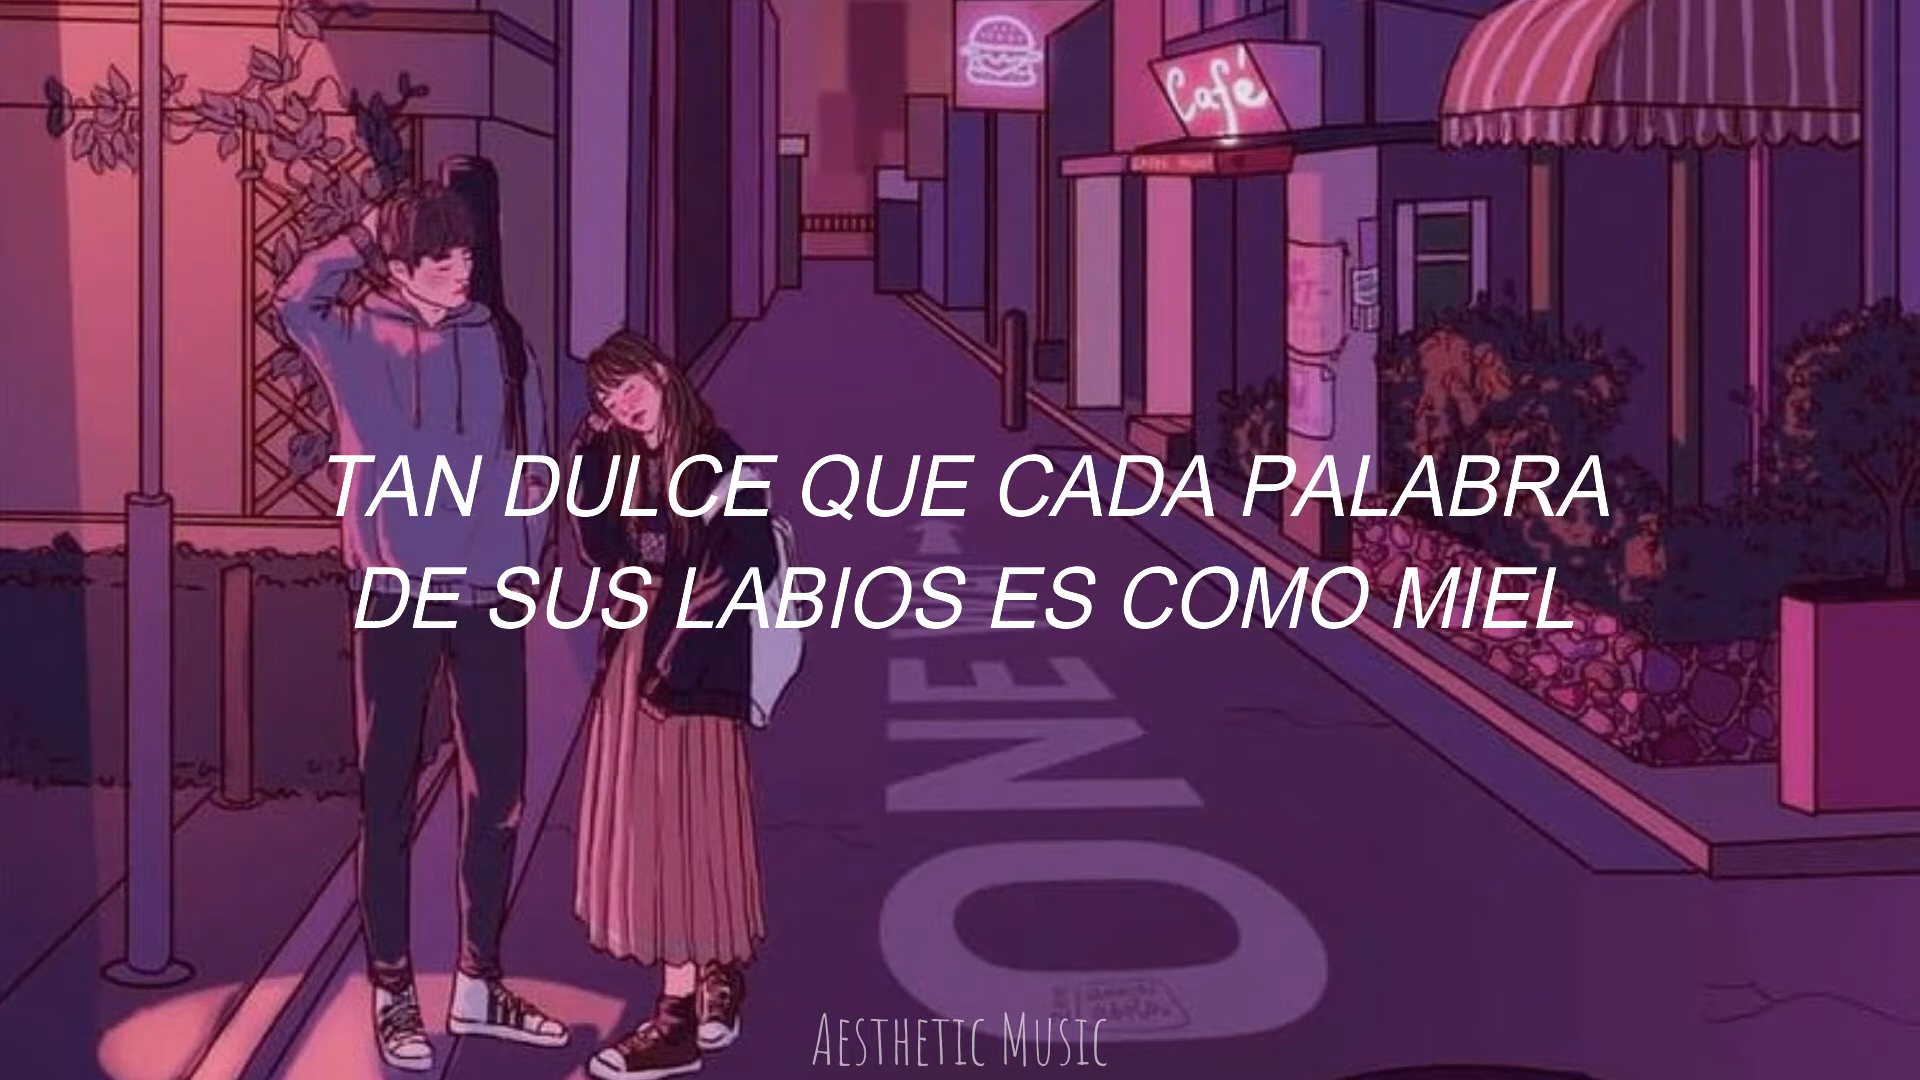 Café
TAN DULCE QUE CADA PALABRA
DE SUS LABIOS ES COMO MIEL
ONE
AESTHETIC MUSIC